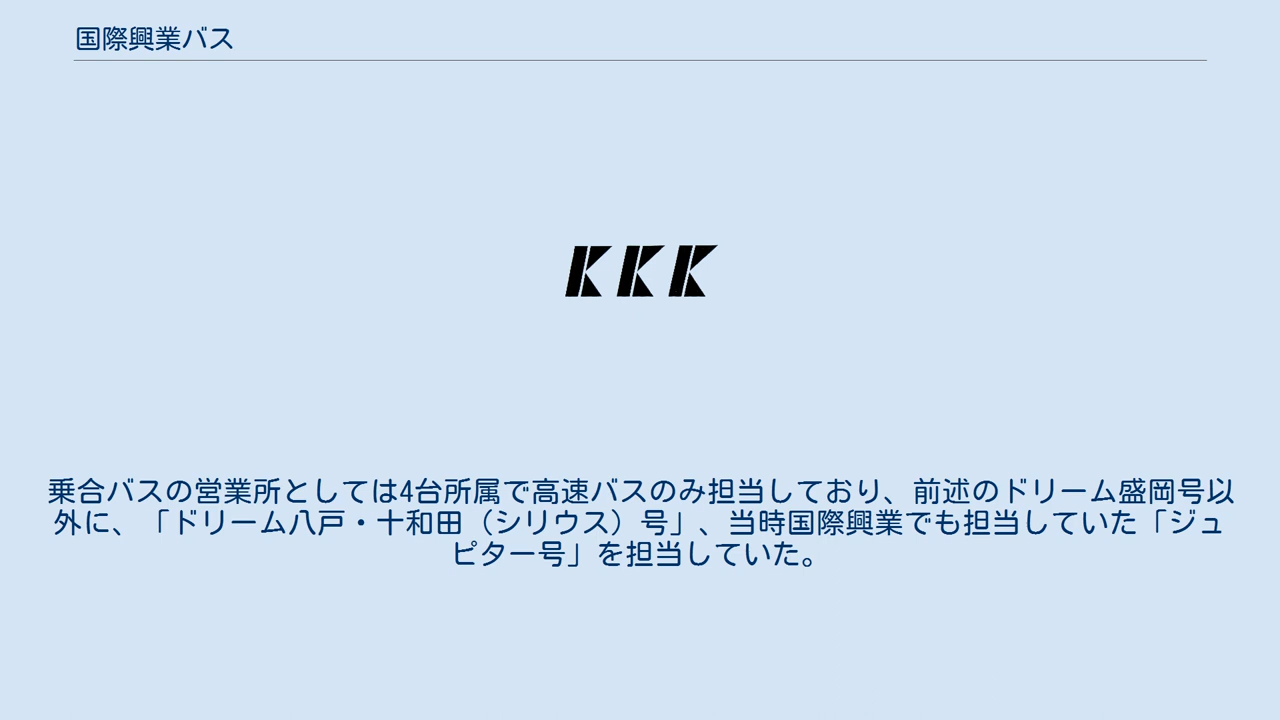 国際興業バス
KKK
乗合バスの営業所としては4台所属で高速バスのみ担当しており、前述のドリーム盛岡号以
外に、「ドリーム八戸・十和田（シリウス）号」、当時国際興業でも担当していた「ジュ
ピター号」を担当していた。